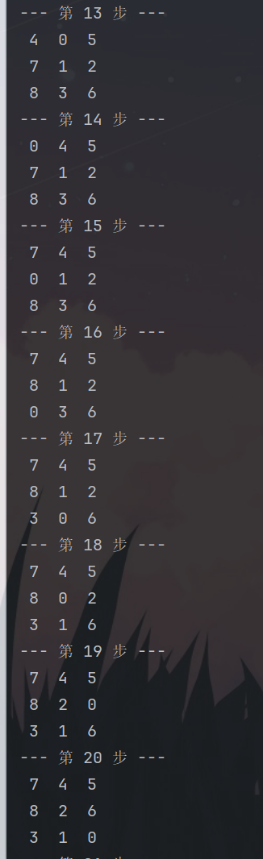 --- 第 13 步 ---
4 0 5
7 1 2
8 3 6
--- 第 14 步 ---
0 4 5
7 1 2
8 3 6
--- 第 15 步 ---
7 4 5
0 1 2
8 3 6
--- 第 16 步 ---
7 4 5
8 1 2
0 3 6
--- 第 17 步 ---
7 4 5
8 1 2
3 0 6
--- 第 18 步 ---
7 4 5
8 0 2
3 1 6
--- 第 19 步 ---
7 4 5
8 2 0
3 1 6
--- 第 20 步 ---
7 4 5
8 2 6
3 1 0